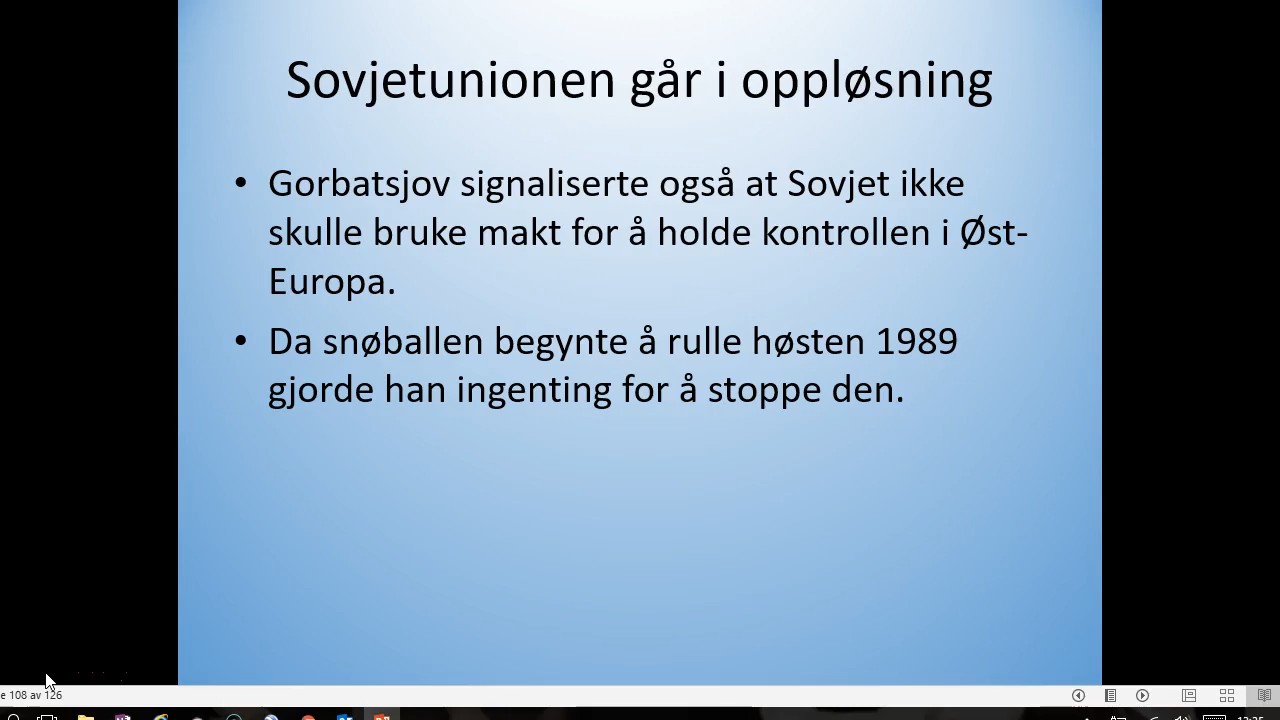 Sovjetunionen går i oppløsning
• Gorbatsjov signaliserte også at Sovjet ikke
skulle bruke makt for å holde kontrollen i Øst-
Europa.
• Da snøballen begynte å rulle høsten 1989
gjorde han ingenting for å stoppe den.
e 108 av 126